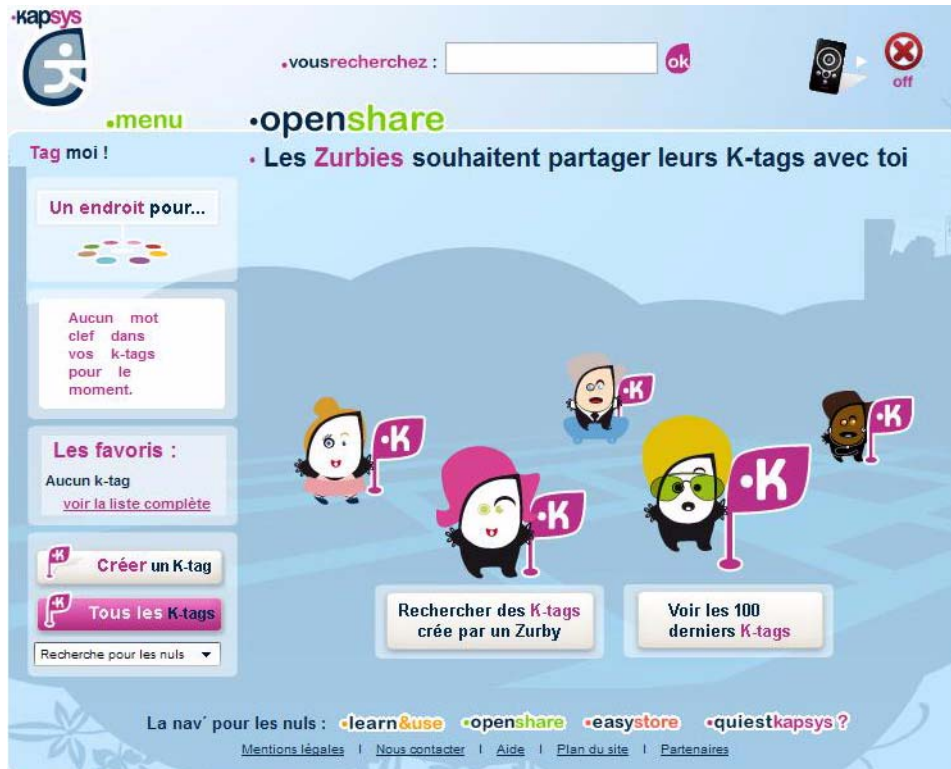 ·kapsys
·vousrecherchez :
ok
off
·menu
·openshare
Tag moi !
· Les Zurbies souhaitent partager leurs K-tags avec toi
Un endroit pour...
Aucun mot
clef dans
vos k-tags
pour le
moment.
Les favoris :
Aucun k-tag
voir la liste complète
·K
·K
·K
·K
·K
·K
Créer un K-tag
·K
Tous les K-tags
Recherche pour les nuls
Rechercher des K-tags
crée par un Zurby
Voir les 100
derniers K-tags
La nav´ pour les nuls : ·learn&use ·openshare ·easystore ·quiestkapsys ?
Mentions légales I Nous contacter I Aide I Plan du site I Partenaires